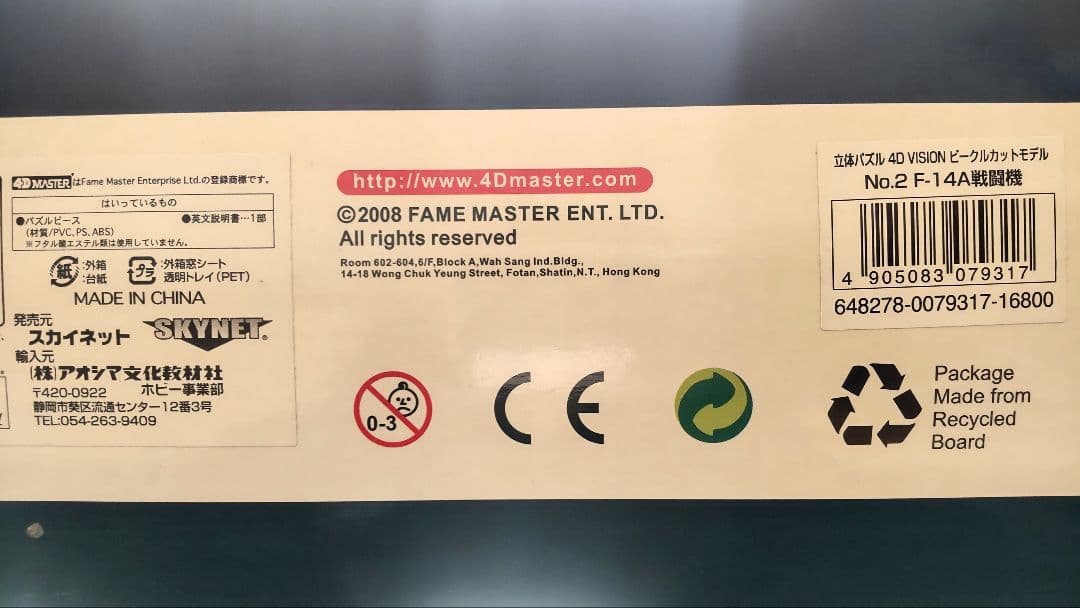 4D MASTER はFame Master Enterprise Ltd.の登録商標です。
はいっているもの
●パズルピース ●英文説明書…1部
(材質/PVC, PS, ABS)
※フタル酸エステル類は使用していません。
紙 :外箱 :台紙
プラ :外箱窓シート 透明トレイ(PET)
MADE IN CHINA
発売元
スカイネット SKYNET®
輸入元
(株)アオシマ文化教材社
〒420-0922 ホビー事業部
静岡市葵区流通センター12番3号
TEL:054-263-9409
http://www.4Dmaster.com
©2008 FAME MASTER ENT. LTD.
All rights reserved
Room 602-604,6/F,Block A,Wah Sang Ind.Bldg.,
14-18 Wong Chuk Yeung Street, Fotan,Shatin,N.T., Hong Kong
0-3
CE
立体パズル 4D VISION ビークルカットモデル
No.2 F-14A戦闘機
4 905083 079317
648278-0079317-16800
Package
Made from
Recycled
Board